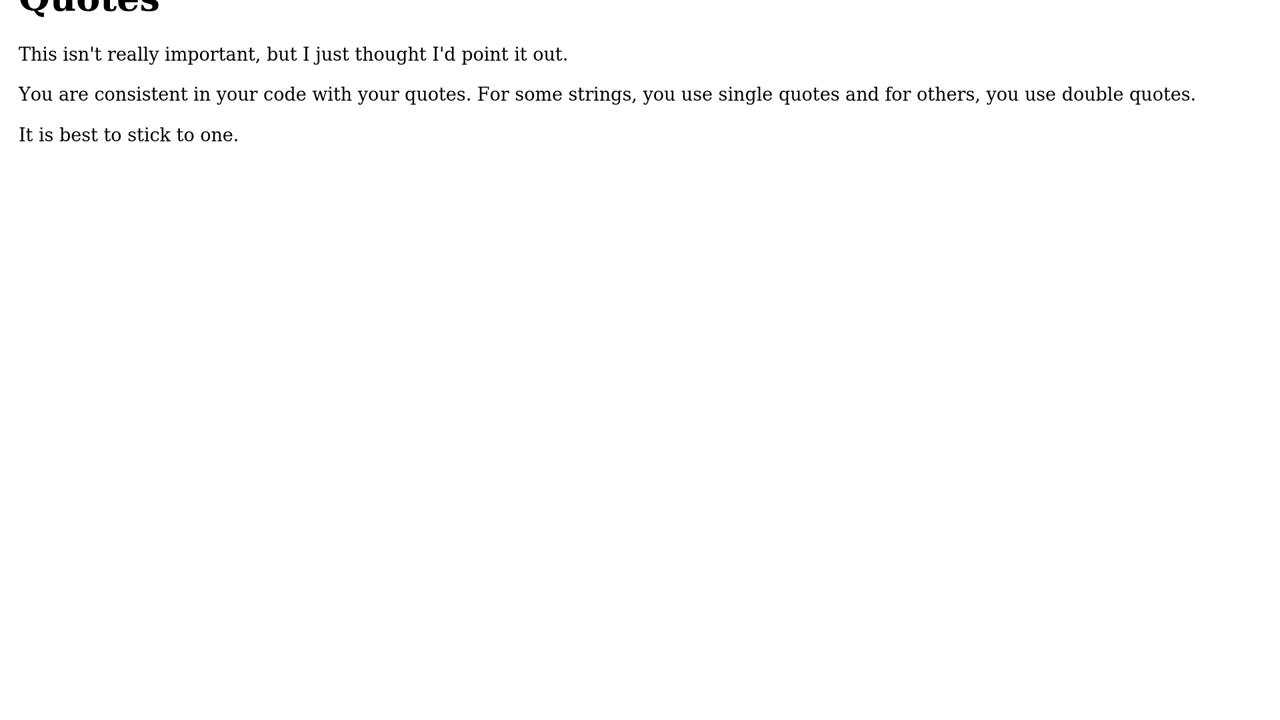 Quotes
This isn't really important, but I just thought I'd point it out.
You are consistent in your code with your quotes. For some strings, you use single quotes and for others, you use double quotes.
It is best to stick to one.